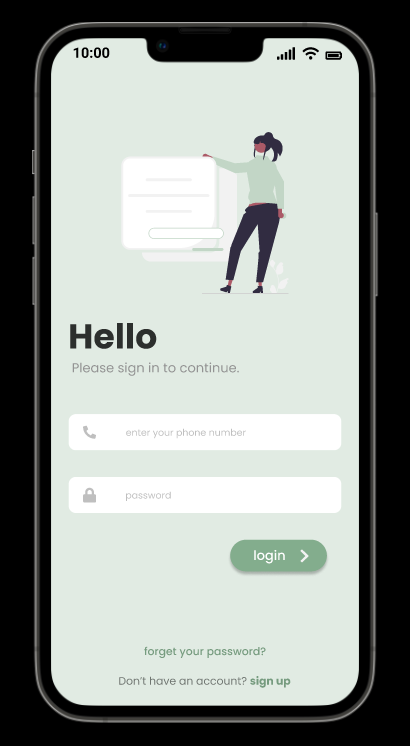 10:00
Hello
Please sign in to continue.
enter your phone number
password
login
forget your password?
Don't have an account? sign up